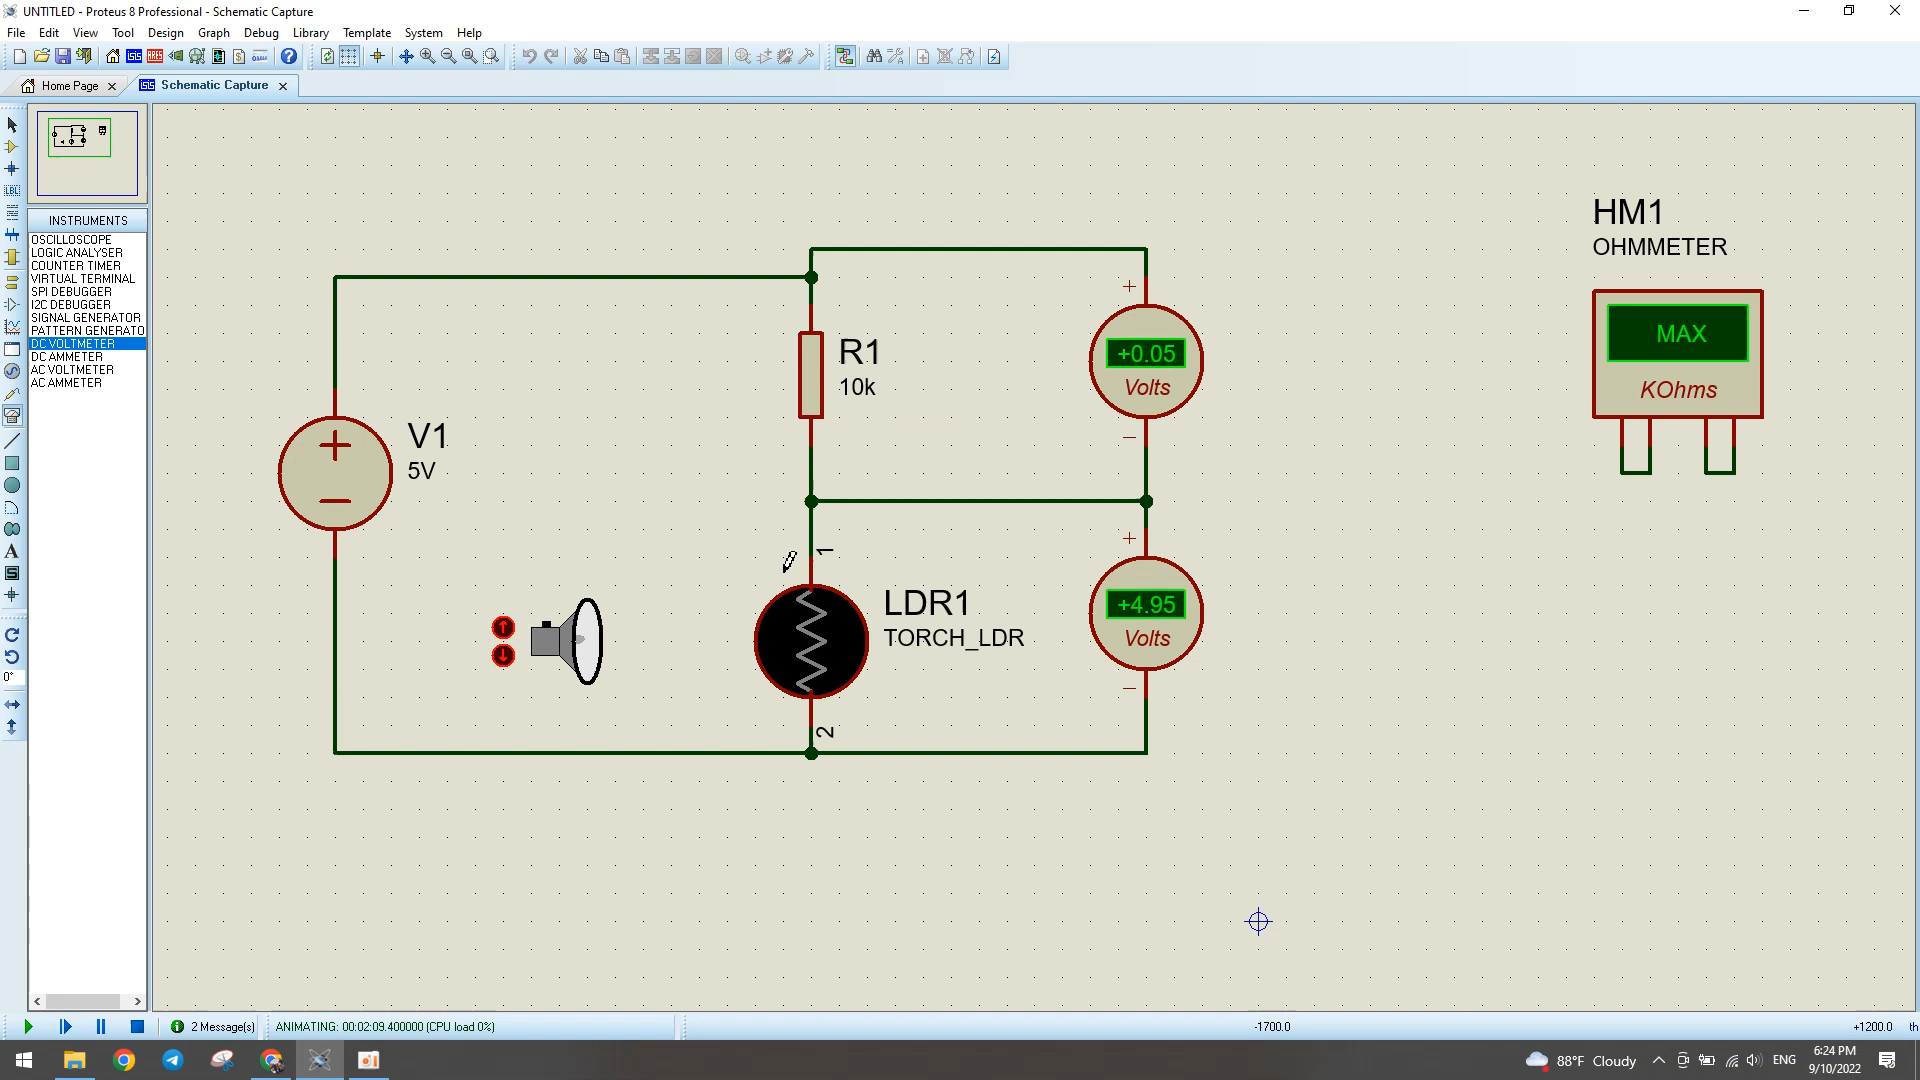 UNTITLED - Proteus 8 Professional - Schematic Capture
File Edit View Tool Design Graph Debug Library Template System Help
Home Page
Schematic Capture
INSTRUMENTS
OSCILLOSCOPE
LOGIC ANALYSER
COUNTER TIMER
VIRTUAL TERMINAL
SPI DEBUGGER
I2C DEBUGGER
SIGNAL GENERATOR
PATTERN GENERATO
DC VOLTMETER
DC AMMETER
AC VOLTMETER
AC AMMETER
LBL
A
S
0°
HM1
OHMMETER
MAX
KOhms
R1
10k
+0.05
Volts
V1
5V
1
LDR1
TORCH_LDR
+4.95
Volts
2
2 Message(s)
ANIMATING: 00:02:09.400000 (CPU load 0%)
-1700.0
+1200.0
th
88°F Cloudy
ENG
6:24 PM
9/10/2022